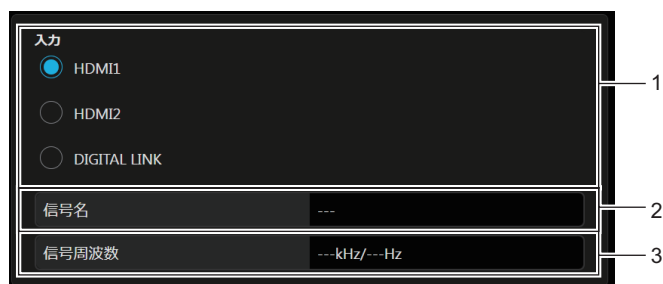 入力
HDMI1
HDMI2
DIGITAL LINK
1
信号名 ---
2
信号周波数 ---kHz/---Hz
3